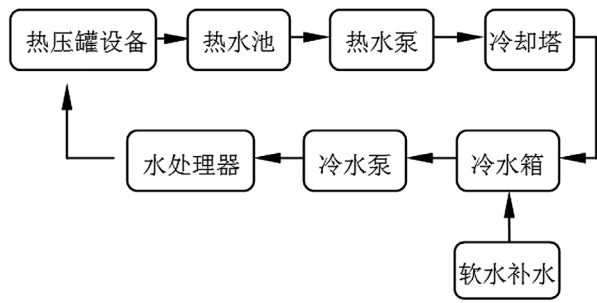 热压罐设备
热水池
热水泵
冷却塔
水处理器
冷水泵
冷水箱
软水补水